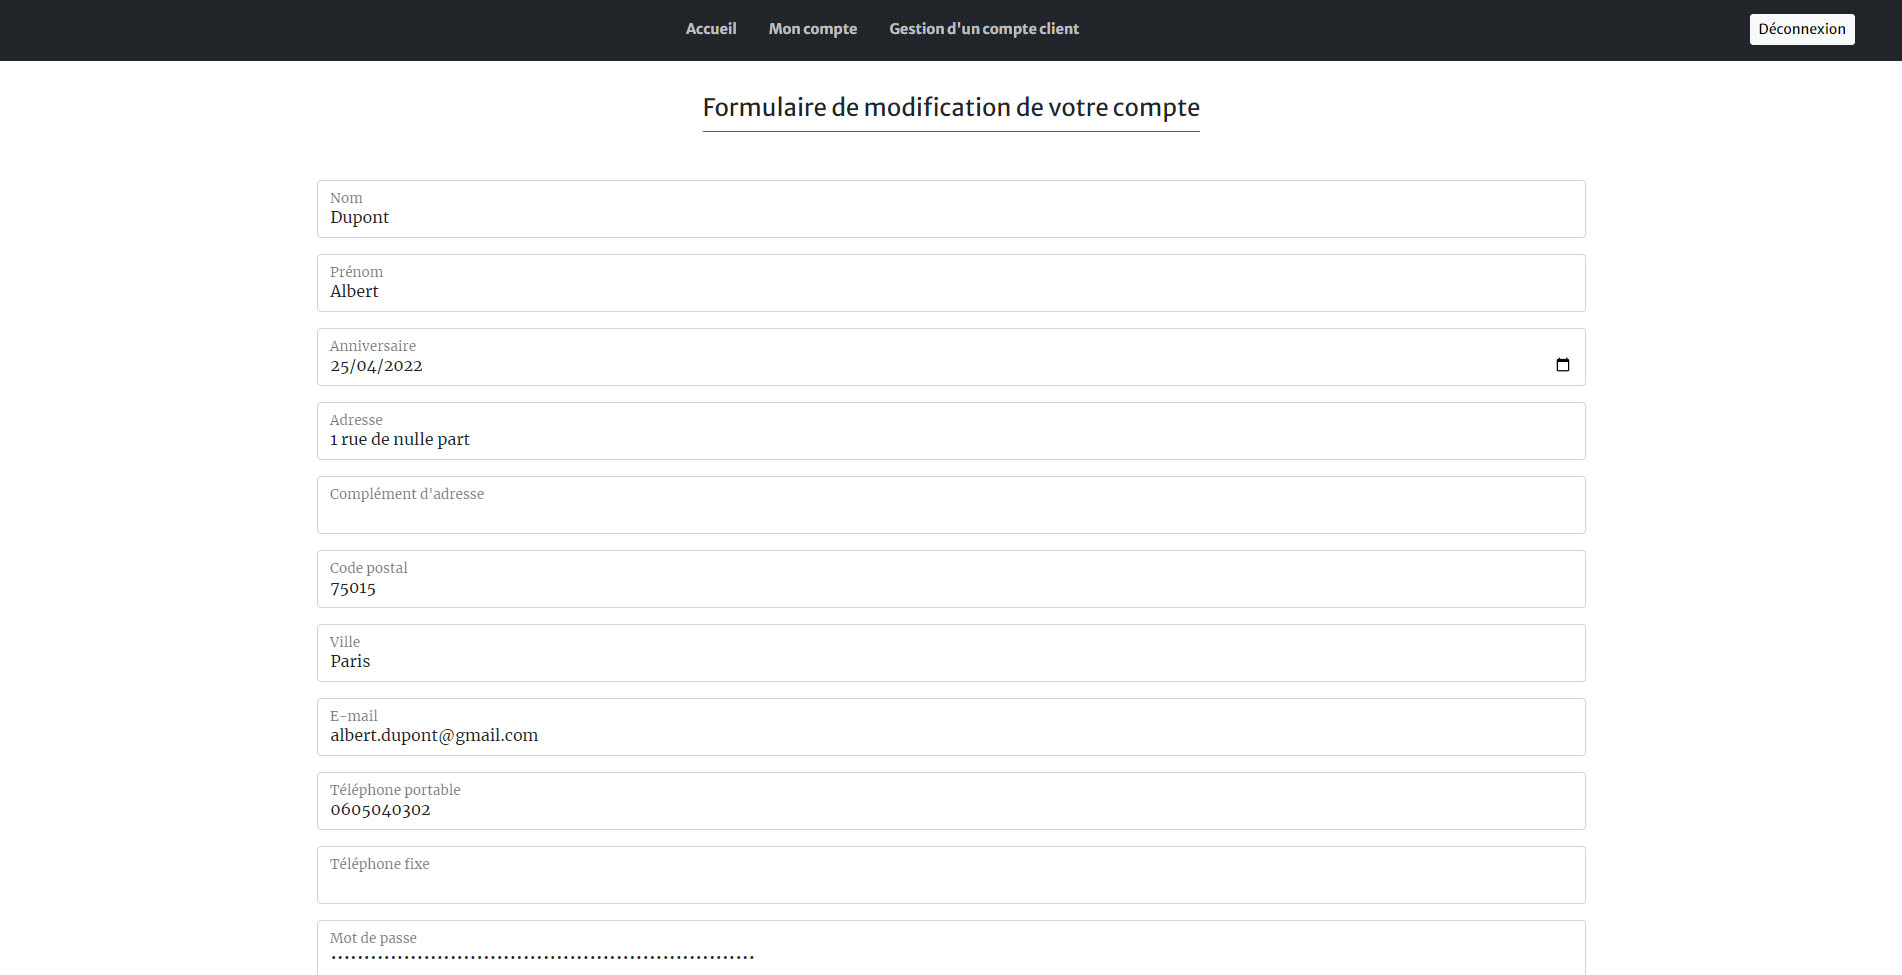 Accueil Mon compte Gestion d'un compte client Déconnexion
Formulaire de modification de votre compte
Nom
Dupont
Prénom
Albert
Anniversaire
25/04/2022
Adresse
1 rue de nulle part
Complément d'adresse
Code postal
75015
Ville
Paris
E-mail
albert.dupont@gmail.com
Téléphone portable
0605040302
Téléphone fixe
Mot de passe